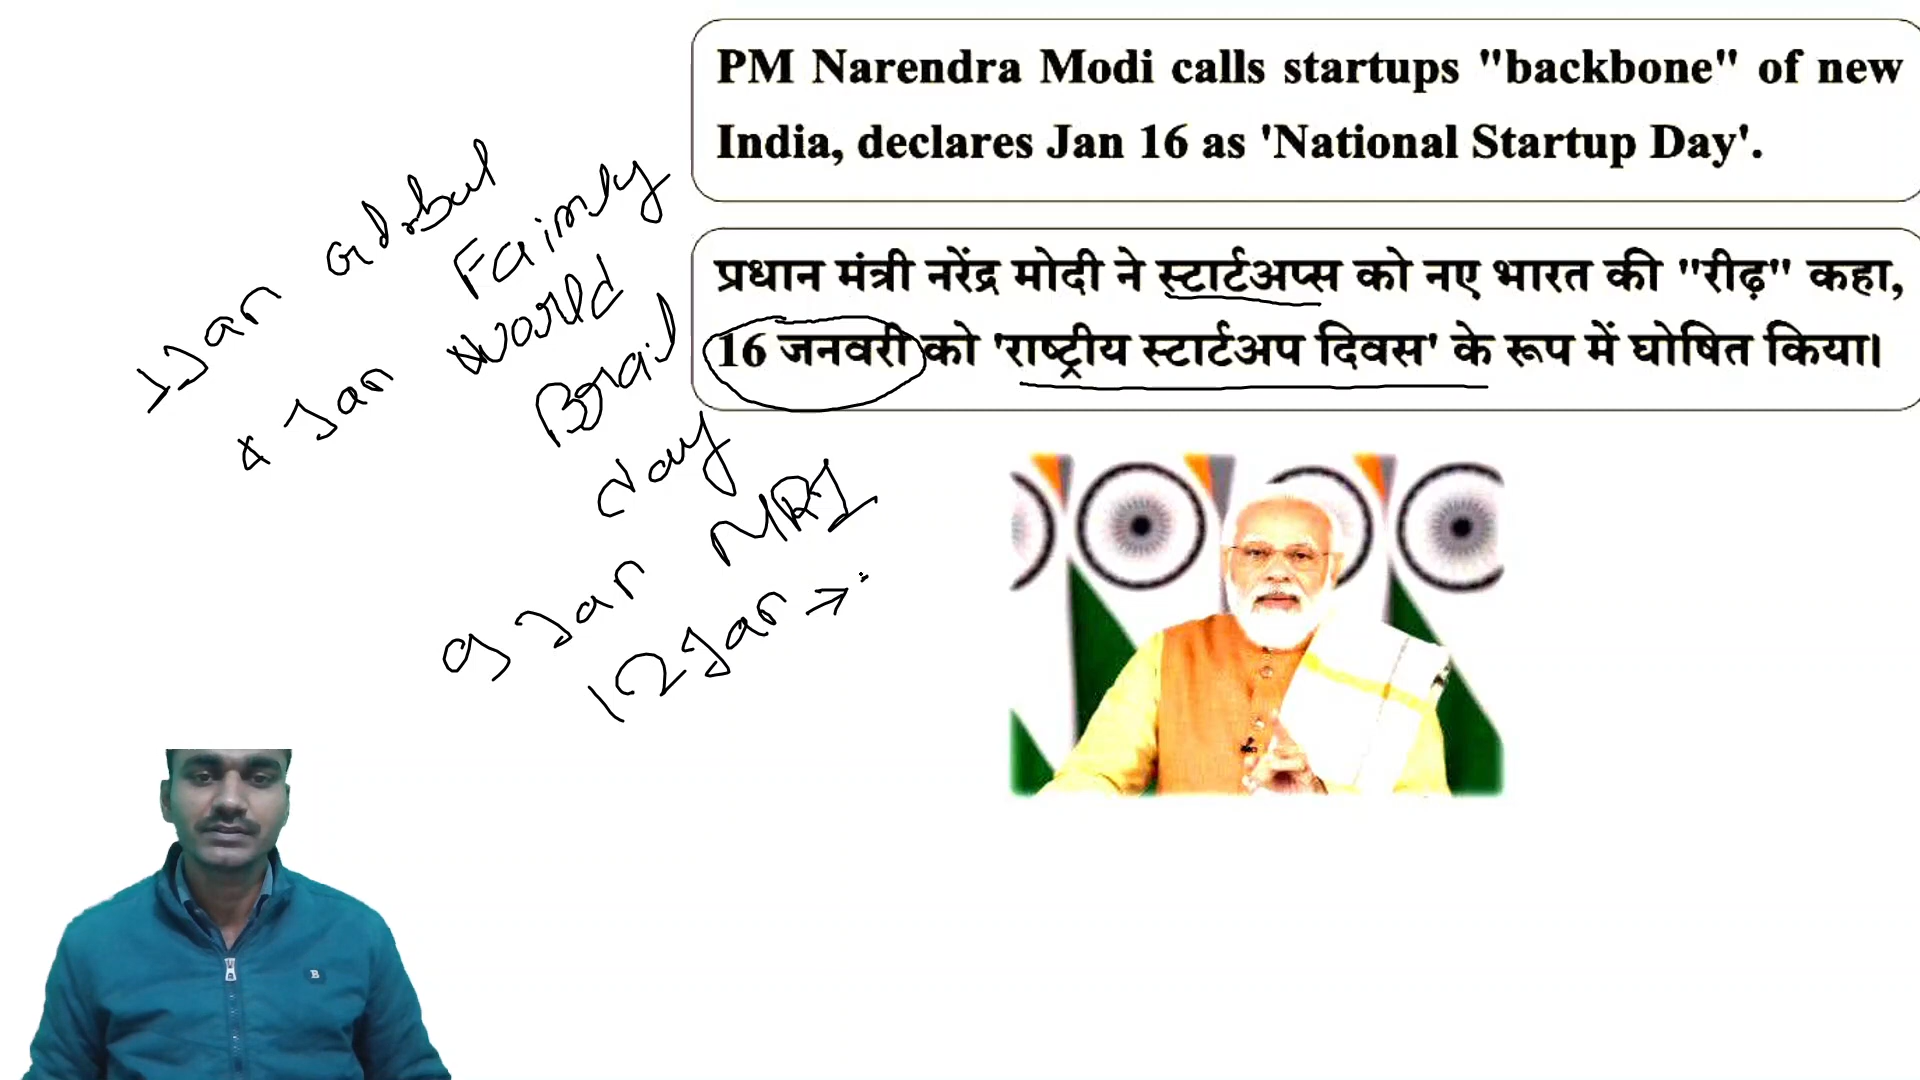 PM Narendra Modi calls startups "backbone" of new
India, declares Jan 16 as 'National Startup Day'.
प्रधान मंत्री नरेंद्र मोदी ने स्टार्टअप्स को नए भारत की "रीढ़" कहा,
16 जनवरी को 'राष्ट्रीय स्टार्टअप दिवस' के रूप में घोषित किया।
1 Jan Global
Faimly
4 Jan World
Brail
day
9 Jan NRI
12 Jan →
B